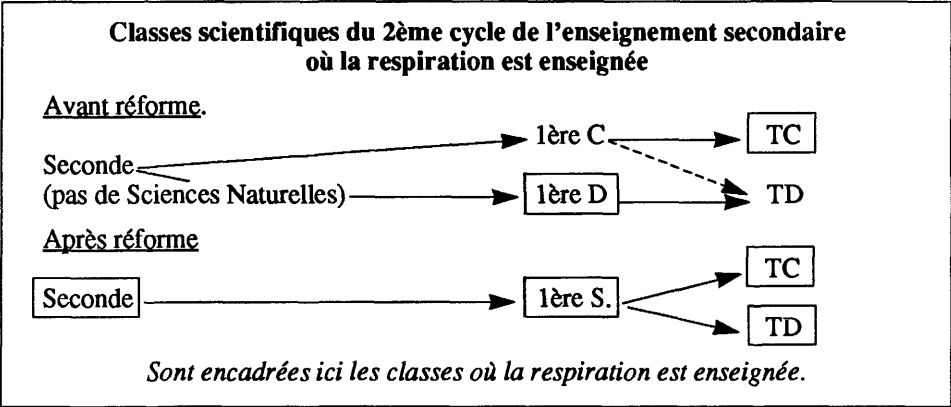 Classes scientifiques du 2ème cycle de l'enseignement secondaire
où la respiration est enseignée
Avant réforme.
1ère C
TC
Seconde
(pas de Sciences Naturelles)
1ère D
TD
Après réforme
TC
Seconde
1ère S.
TD
Sont encadrées ici les classes où la respiration est enseignée.